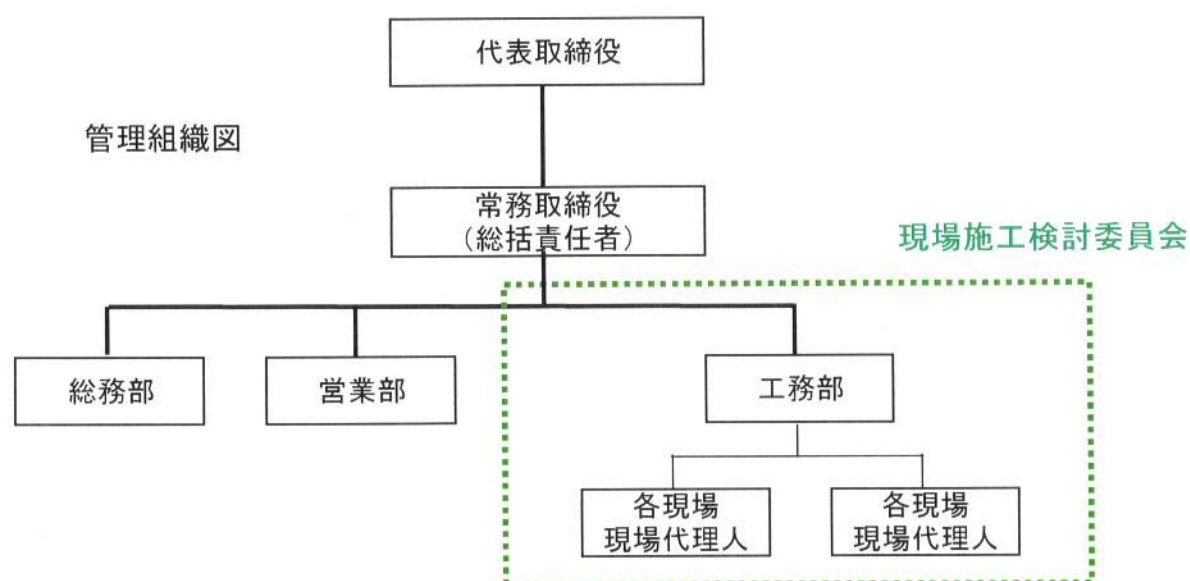 代表取締役
管理組織図
常務取締役
（総括責任者）
現場施工検討委員会
総務部
営業部
工務部
各現場
現場代理人
各現場
現場代理人